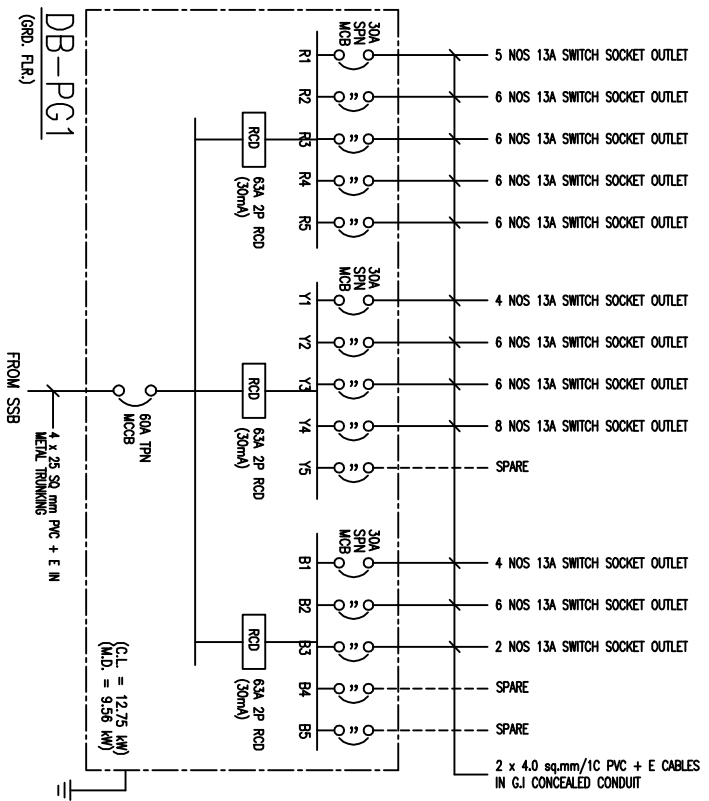 DB-PG1
(GRD. FLR.)
30A
SPN
MCB
R1
5 NOS 13A SWITCH SOCKET OUTLET
R2
"
6 NOS 13A SWITCH SOCKET OUTLET
R3
"
6 NOS 13A SWITCH SOCKET OUTLET
R4
"
6 NOS 13A SWITCH SOCKET OUTLET
R5
"
6 NOS 13A SWITCH SOCKET OUTLET
RCD
63A 2P RCD
(30mA)
30A
SPN
MCB
Y1
4 NOS 13A SWITCH SOCKET OUTLET
Y2
"
6 NOS 13A SWITCH SOCKET OUTLET
Y3
"
6 NOS 13A SWITCH SOCKET OUTLET
Y4
"
8 NOS 13A SWITCH SOCKET OUTLET
Y5
"
SPARE
RCD
63A 2P RCD
(30mA)
30A
SPN
MCB
B1
4 NOS 13A SWITCH SOCKET OUTLET
B2
"
6 NOS 13A SWITCH SOCKET OUTLET
B3
"
2 NOS 13A SWITCH SOCKET OUTLET
B4
"
SPARE
B5
"
SPARE
RCD
63A 2P RCD
(30mA)
2 x 4.0 sq.mm/1C PVC + E CABLES
IN G.I CONCEALED CONDUIT
60A TPN
MCCB
FROM SSB
4 x 25 SQ mm PVC + E IN
METAL TRUNKING
(C.L = 12.75 kW)
(M.D. = 9.56 kW)